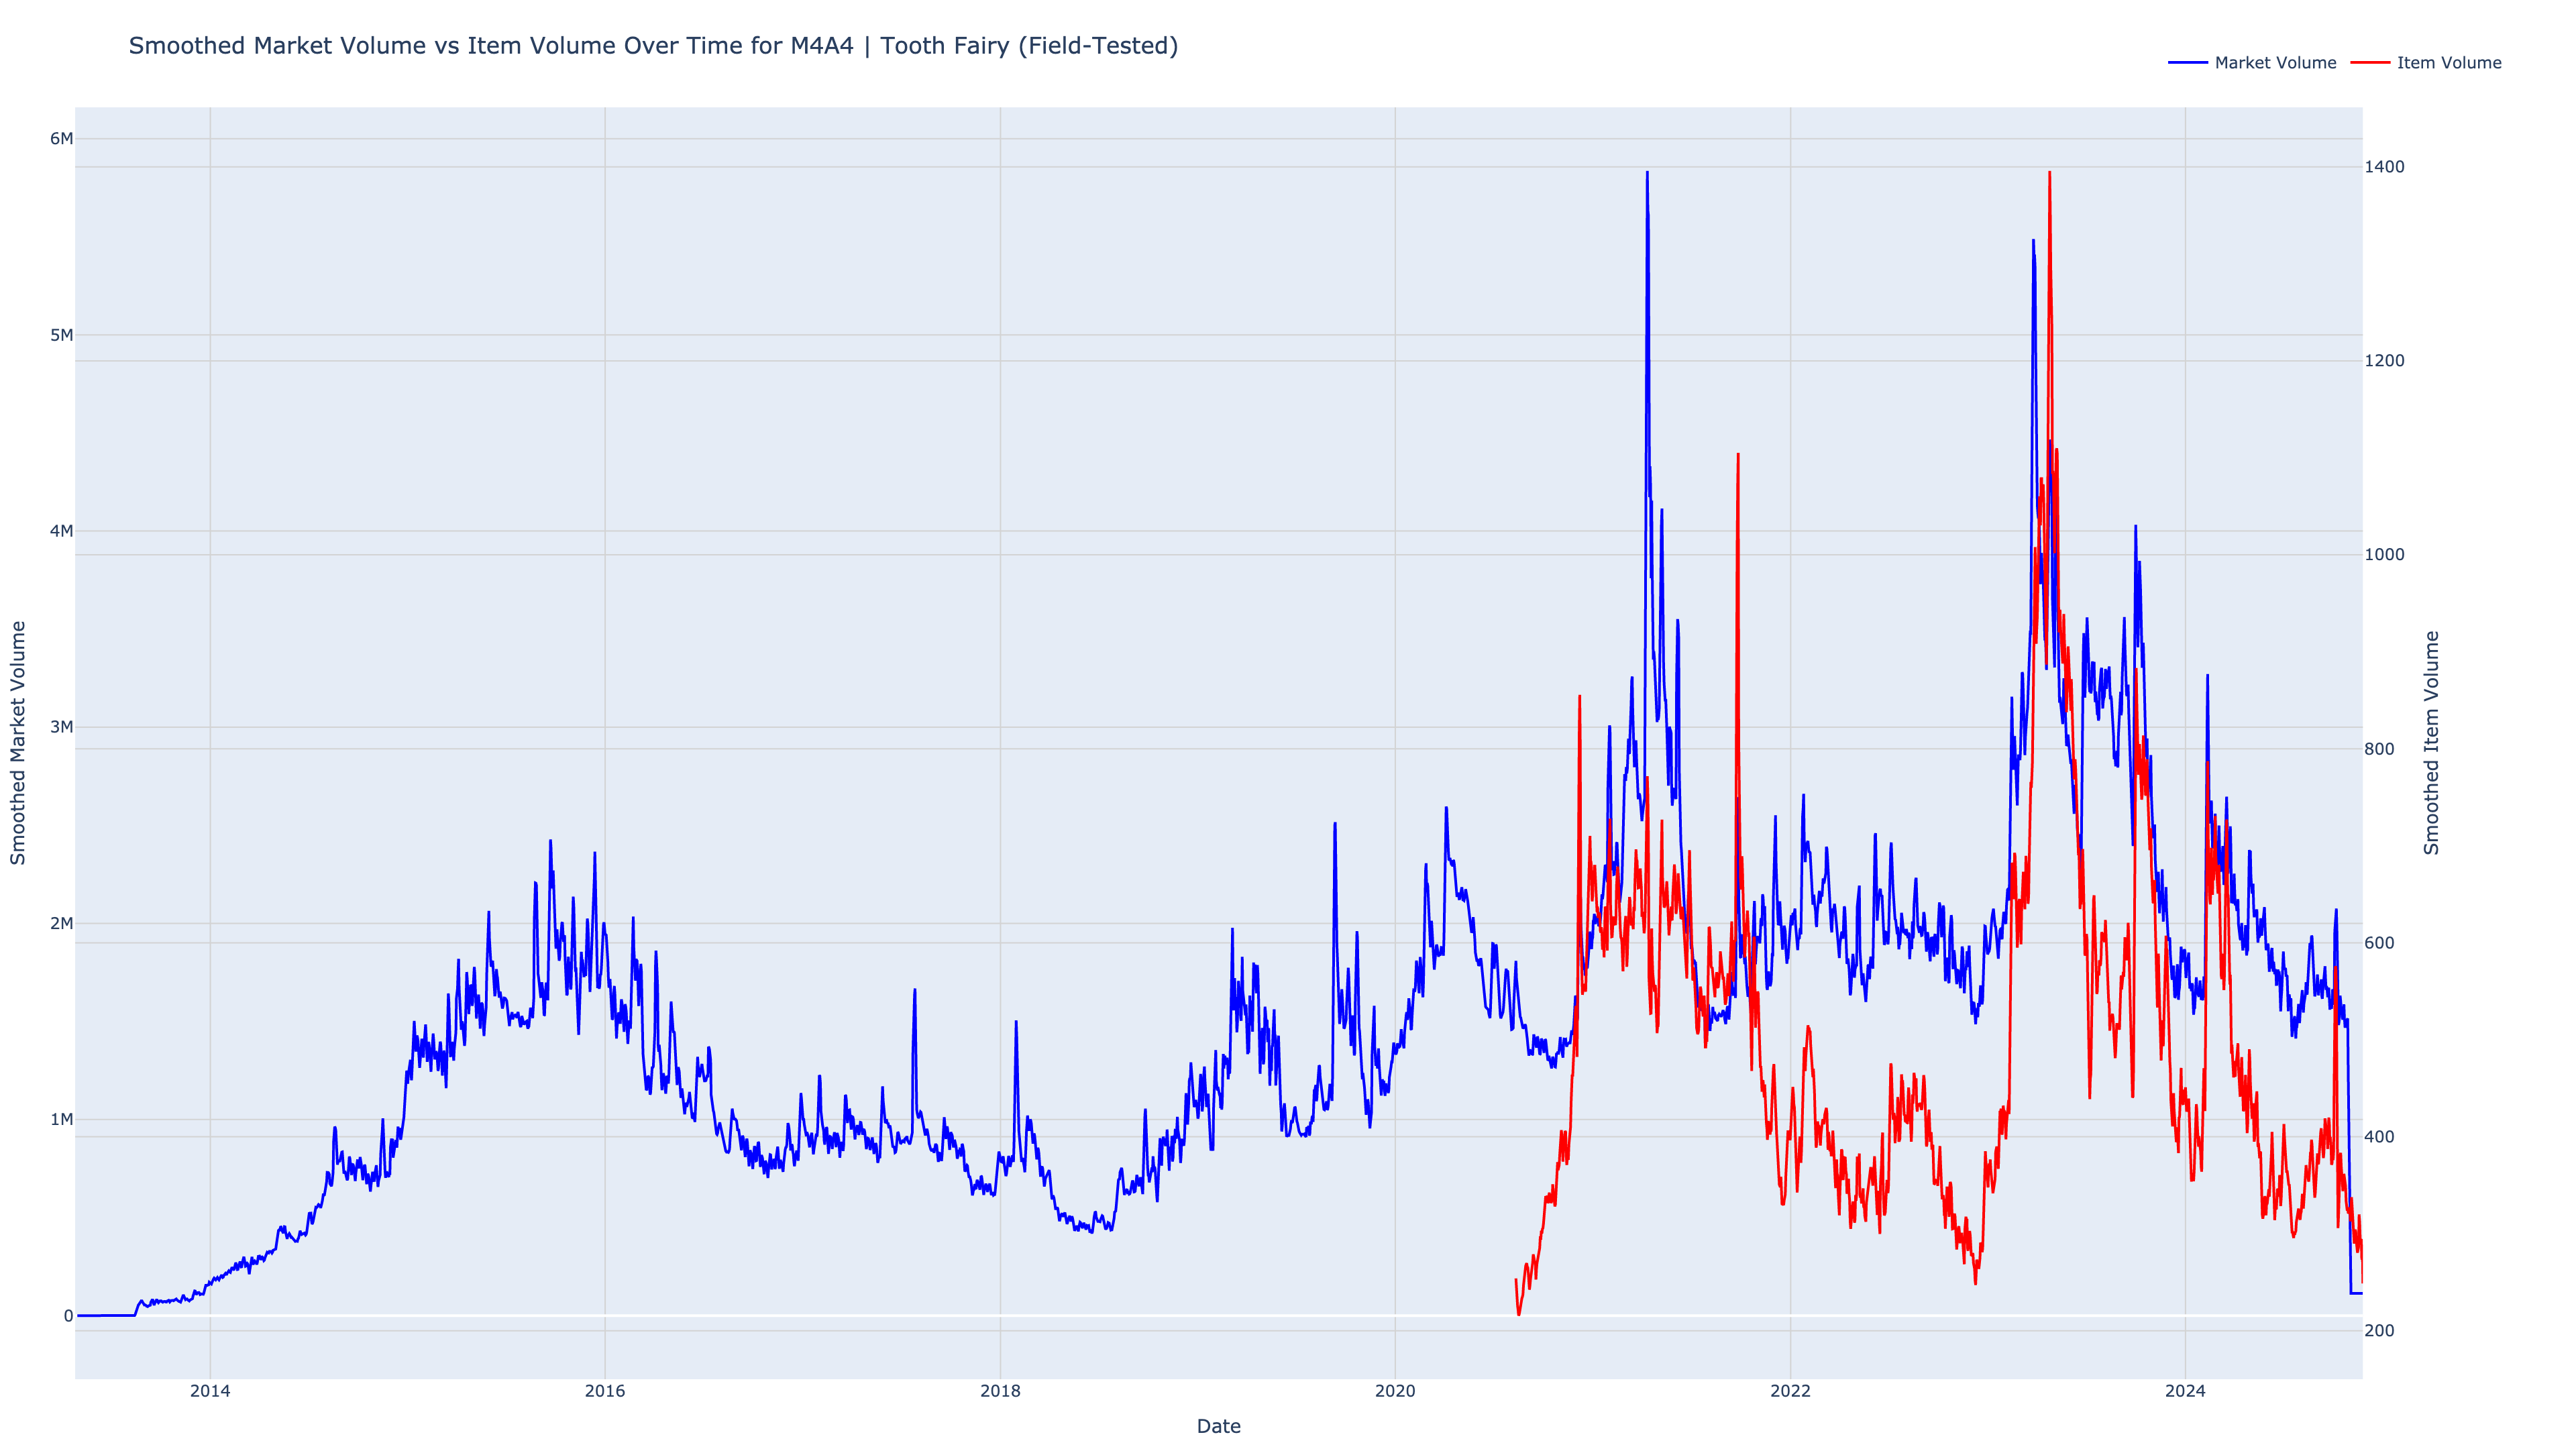 Smoothed Market Volume vs Item Volume Over Time for M4A4 | Tooth Fairy (Field-Tested)
Market Volume
Item Volume
Smoothed Market Volume
6M
5M
4M
3M
2M
1M
0
1400
1200
1000
800
600
400
200
Smoothed Item Volume
2014
2016
2018
2020
2022
2024
Date